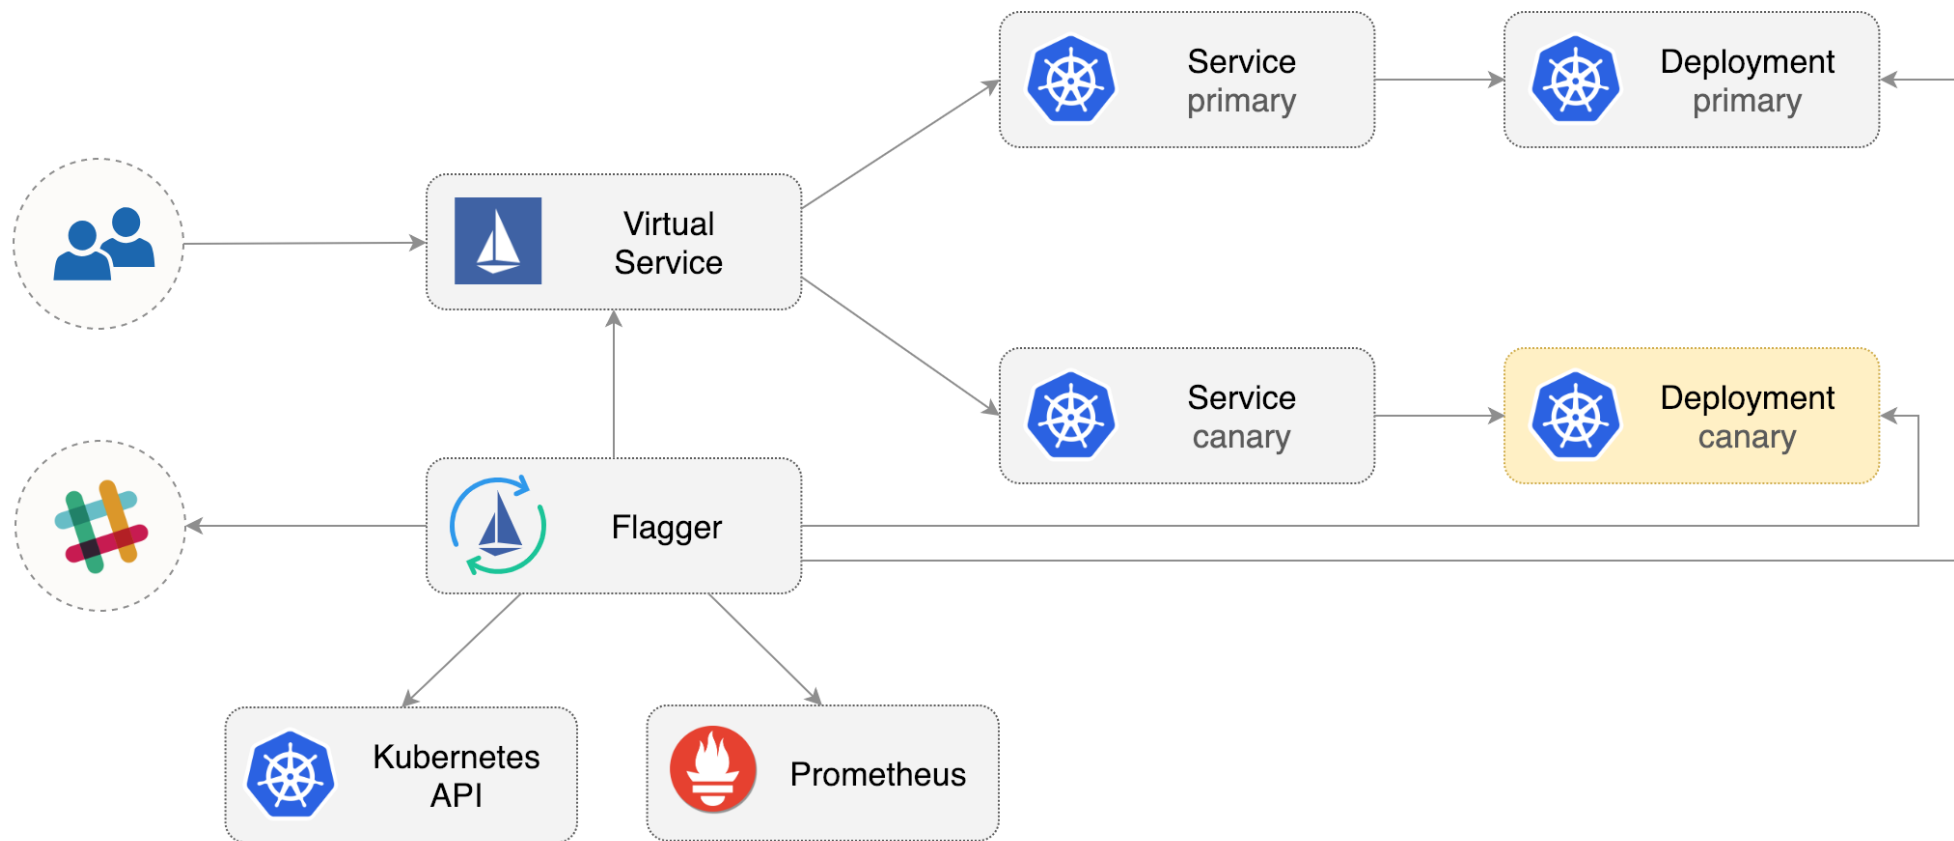 Service
primary
Deployment
primary
Virtual
Service
Service
canary
Deployment
canary
Flagger
Kubernetes
API
Prometheus